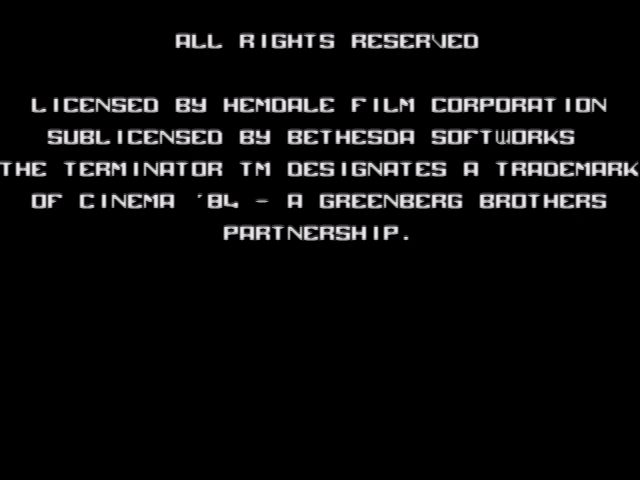 ALL RIGHTS RESERVED
LICENSED BY HEMDALE FILM CORPORATION
SUBLICENSED BY BETHESDA SOFTWORKS
THE TERMINATOR TM DESIGNATES A TRADEMARK
OF CINEMA '84 - A GREENBERG BROTHERS
PARTNERSHIP.